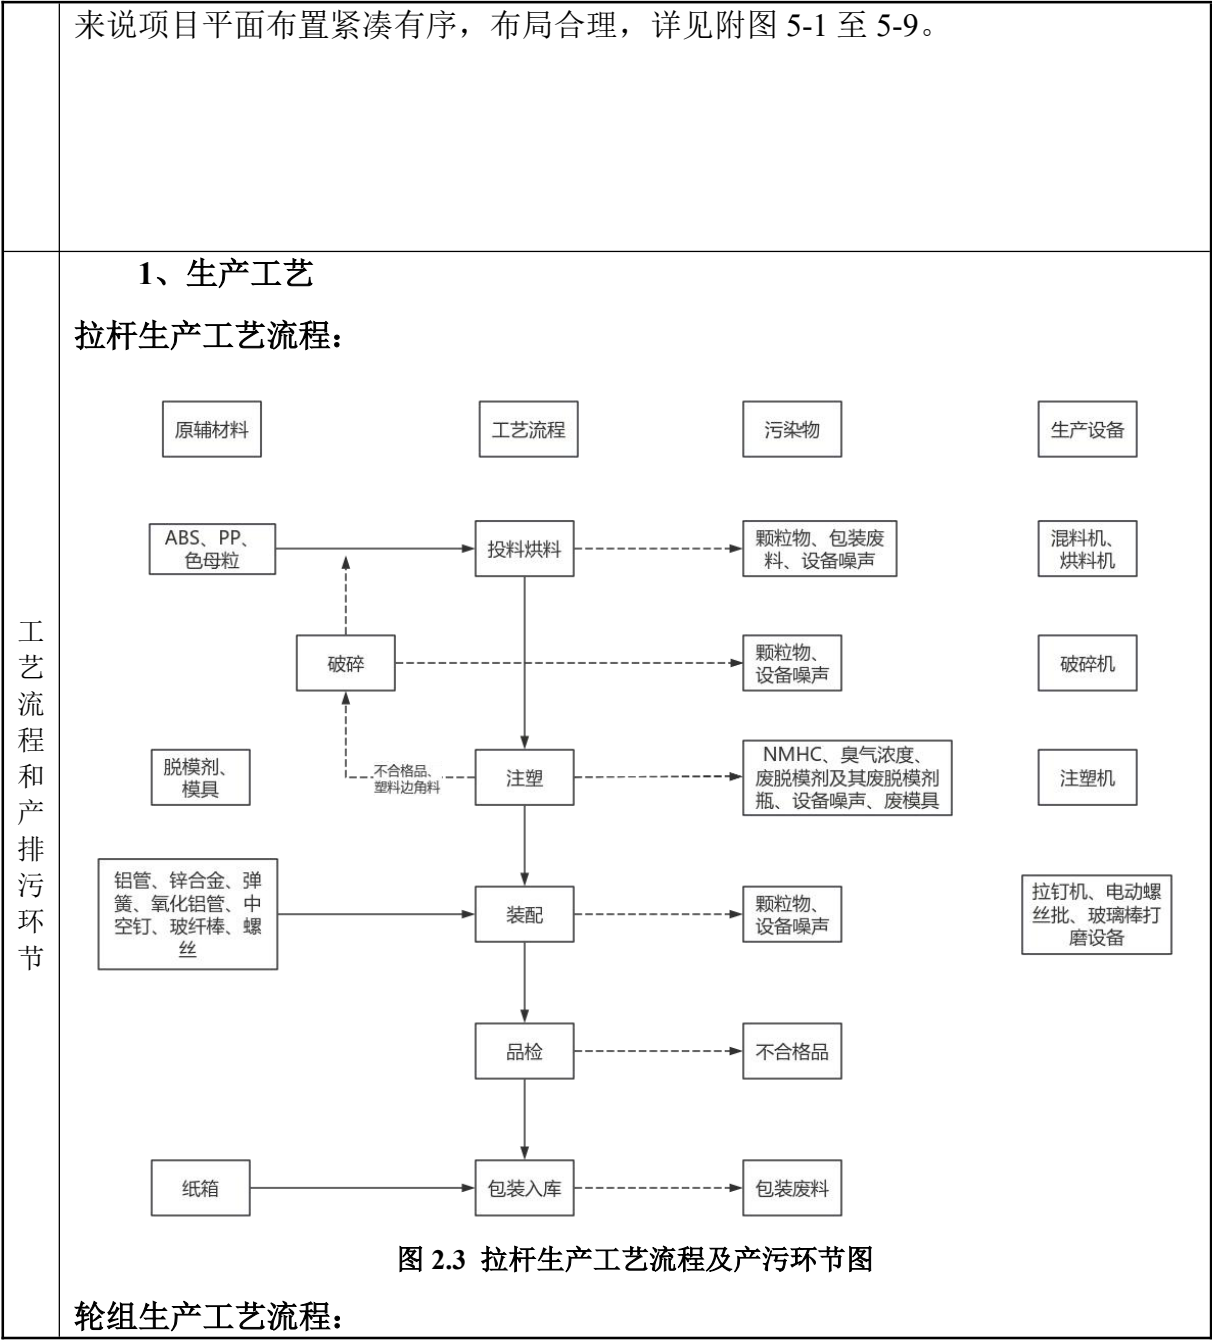 来说项目平面布置紧凑有序，布局合理，详见附图 5-1 至 5-9。
工
艺
流
程
和
产
排
污
环
节
1、生产工艺
拉杆生产工艺流程：
原辅材料
工艺流程
污染物
生产设备
ABS、PP、
色母粒
投料烘料
颗粒物、包装废
料、设备噪声
混料机、
烘料机
破碎
颗粒物、
设备噪声
破碎机
脱模剂、
模具
不合格品、
塑料边角料
注塑
NMHC、臭气浓度、
废脱模剂及其废脱模剂
瓶、设备噪声、废模具
注塑机
铝管、锌合金、弹
簧、氧化铝管、中
空钉、玻纤棒、螺
丝
装配
颗粒物、
设备噪声
拉钉机、电动螺
丝批、玻璃棒打
磨设备
品检
不合格品
纸箱
包装入库
包装废料
图 2.3 拉杆生产工艺流程及产污环节图
轮组生产工艺流程：